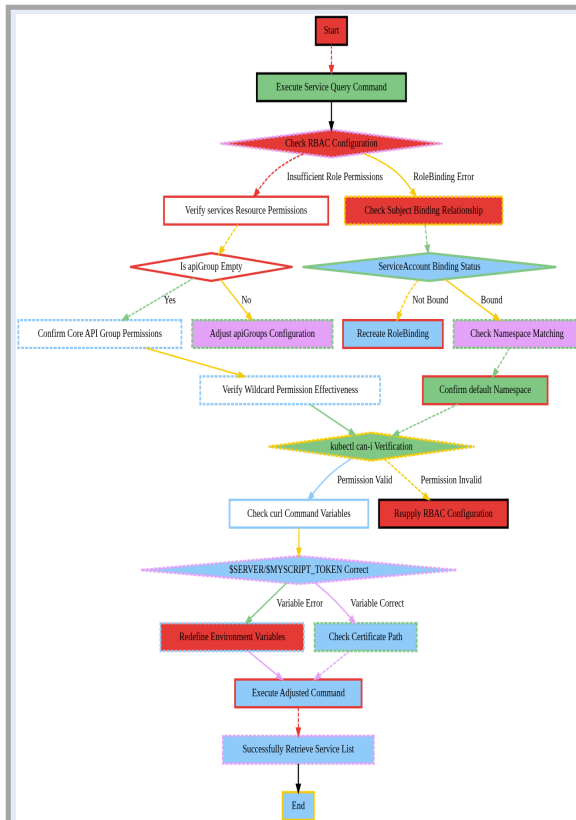 Start
Execute Service Query Command
Check RBAC Configuration
Insufficient Role Permissions
RoleBinding Error
Verify services Resource Permissions
Check Subject Binding Relationship
Is apiGroup Empty
ServiceAccount Binding Status
Yes
No
Not Bound
Bound
Confirm Core API Group Permissions
Adjust apiGroups Configuration
Recreate RoleBinding
Check Namespace Matching
Verify Wildcard Permission Effectiveness
Confirm default Namespace
kubectl can-i Verification
Permission Valid
Permission Invalid
Check curl Command Variables
Reapply RBAC Configuration
$SERVER/$MYSCRIPT_TOKEN Correct
Variable Error
Variable Correct
Redefine Environment Variables
Check Certificate Path
Execute Adjusted Command
Successfully Retrieve Service List
End